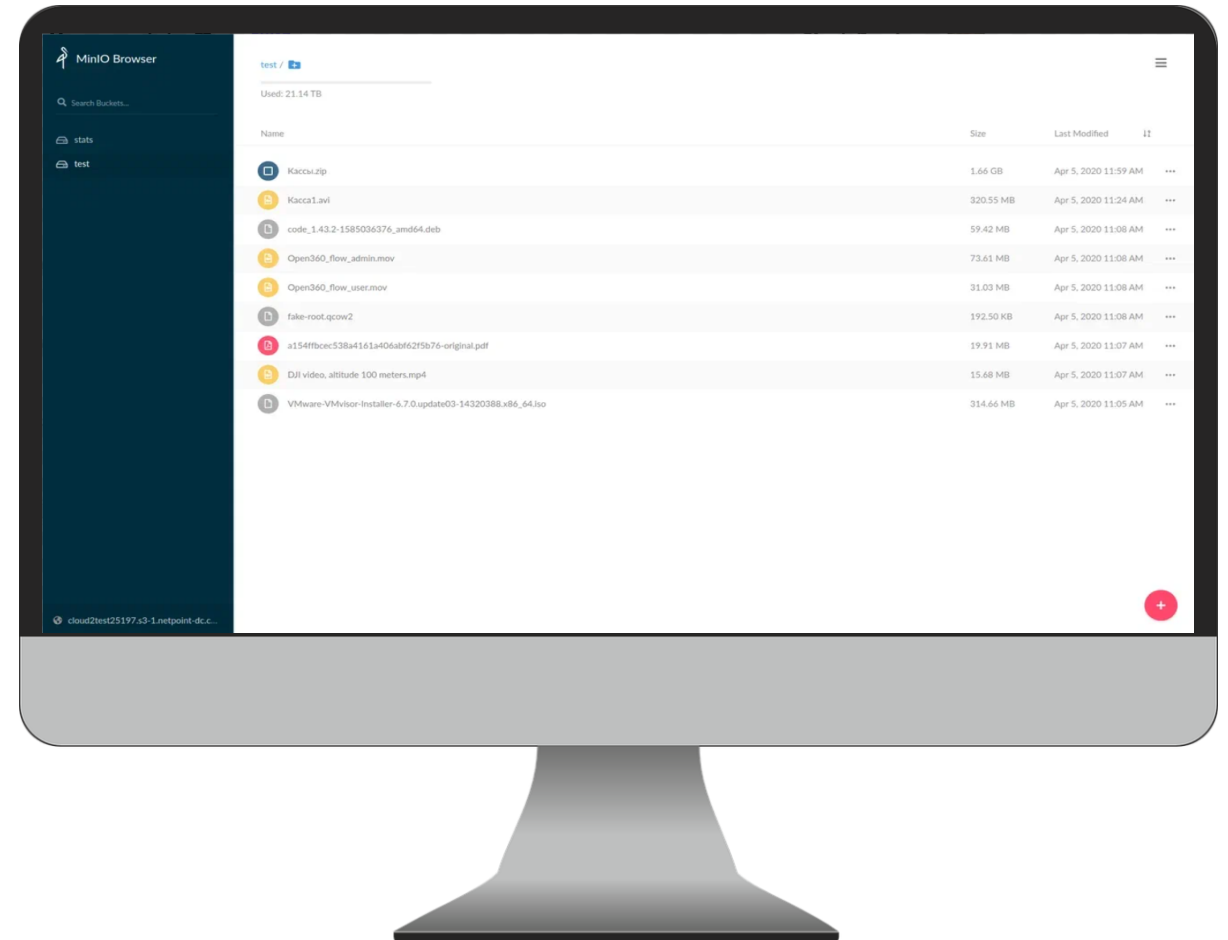 MinIO Browser
Search Buckets...
stats
test
cloud2test25197.s3-1.netpoint-dc.c...
test /
Used: 21.14 TB
Name Size Last Modified
Кассы.zip 1.66 GB Apr 5, 2020 11:59 AM
Касса1.avi 320.55 MB Apr 5, 2020 11:24 AM
code_1.43.2-1585036376_amd64.deb 59.42 MB Apr 5, 2020 11:08 AM
Open360_flow_admin.mov 73.61 MB Apr 5, 2020 11:08 AM
Open360_flow_user.mov 31.03 MB Apr 5, 2020 11:08 AM
fake-root.qcow2 192.50 KB Apr 5, 2020 11:08 AM
a154ffbcec538a4161a406abf62f5b76-original.pdf 19.91 MB Apr 5, 2020 11:07 AM
DJI video, altitude 100 meters.mp4 15.68 MB Apr 5, 2020 11:07 AM
VMware-VMvisor-Installer-6.7.0.update03-14320388.x86_64.iso 314.66 MB Apr 5, 2020 11:05 AM